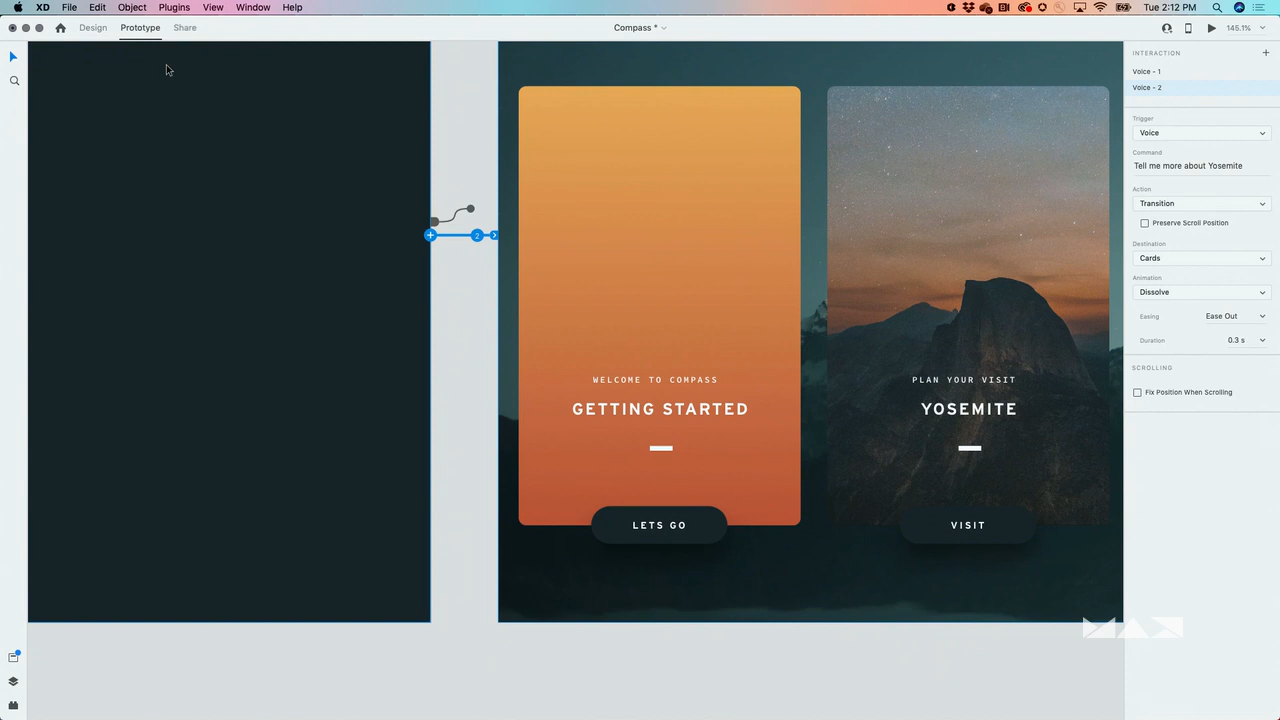 XD File Edit Object Plugins View Window Help
Tue 2:12 PM
Design Prototype Share
Compass *
145.1%
INTERACTION
Voice - 1
Voice - 2
Trigger
Voice
Command
Tell me more about Yosemite
Action
Transition
Preserve Scroll Position
Destination
Cards
Animation
Dissolve
Easing Ease Out
Duration 0.3 s
SCROLLING
Fix Position When Scrolling
2
WELCOME TO COMPASS
GETTING STARTED
LETS GO
PLAN YOUR VISIT
YOSEMITE
VISIT
MAX